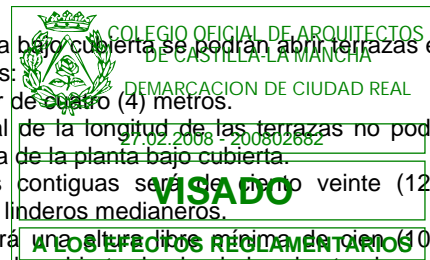 COLEGIO OFICIAL DE ARQUITECTOS
DE CASTILLA-LA MANCHA
DEMARCACION DE CIUDAD REAL
27.02.2008 - 200802682
VISADO
A LOS EFECTOS REGLAMENTARIOS
a bajo cubierta se podrán abrir terrazas e
s:
r de cuatro (4) metros.
al de la longitud de las terrazas no pod
a de la planta bajo cubierta.
s contiguas será de ciento veinte (12
linderos medianeros.
rá una altura libre mínima de cien (10